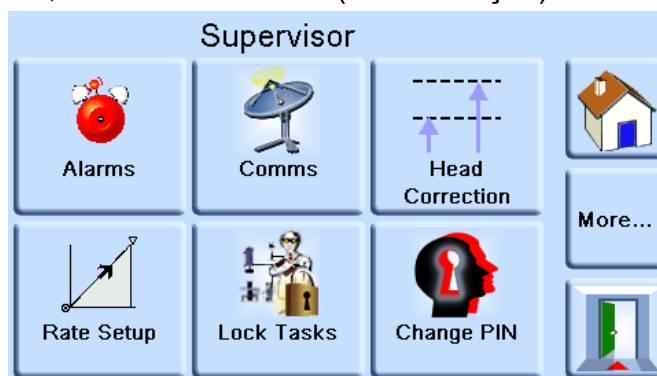 Supervisor
Alarms
Comms
Head
Correction
More...
Rate Setup
Lock Tasks
Change PIN